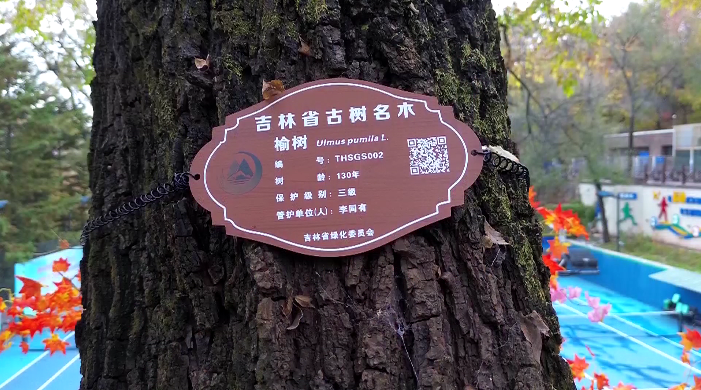 吉林省古树名木
榆树 Ulmus pumila L.
编 号: THSGS002
树 龄: 130年
保护级别: 三级
管护单位(人): 李同有
吉林省绿化委员会